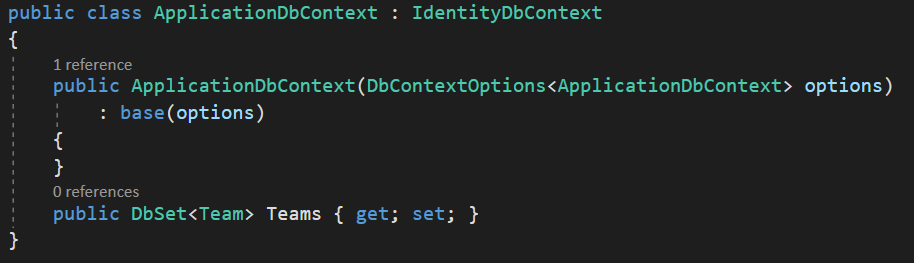 public class ApplicationDbContext : IdentityDbContext
{
1 reference
public ApplicationDbContext(DbContextOptions<ApplicationDbContext> options)
: base(options)
{
}
0 references
public DbSet<Team> Teams { get; set; }
}